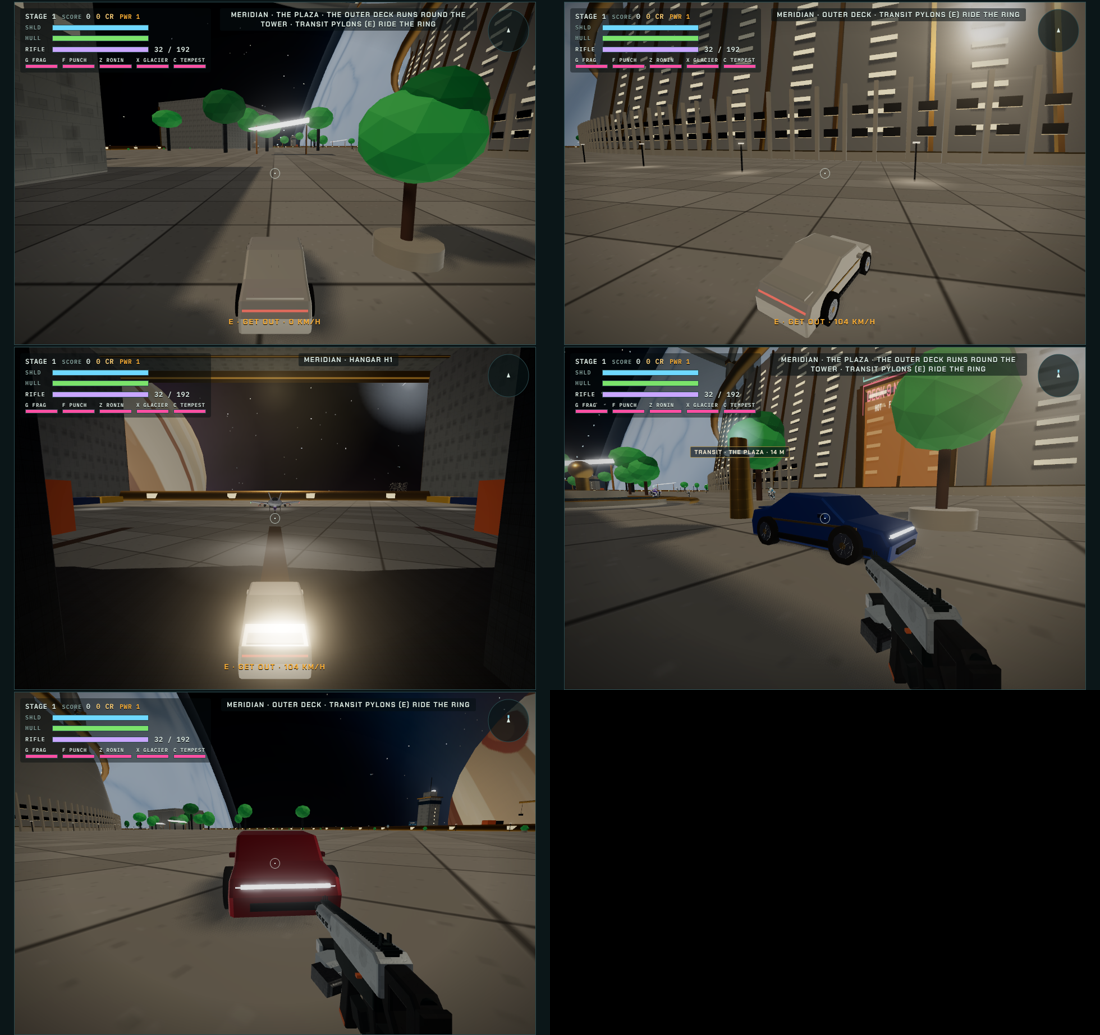 STAGE 1 SCORE 0 0 CR PWR 1
SHLD
HULL
RIFLE 32 / 192
G FRAG F PUNCH Z RONIN X GLACIER C TEMPEST
MERIDIAN · THE PLAZA · THE OUTER DECK RUNS ROUND THE
TOWER · TRANSIT PYLONS (E) RIDE THE RING
E · GET OUT · 0 KM/H
STAGE 1 SCORE 0 0 CR PWR 1
SHLD
HULL
RIFLE 32 / 192
G FRAG F PUNCH Z RONIN X GLACIER C TEMPEST
MERIDIAN · OUTER DECK · TRANSIT PYLONS (E) RIDE THE RING
E · GET OUT · 104 KM/H
STAGE 1 SCORE 0 0 CR PWR 1
SHLD
HULL
RIFLE 32 / 192
G FRAG F PUNCH Z RONIN X GLACIER C TEMPEST
MERIDIAN · HANGAR H1
E · GET OUT · 104 KM/H
STAGE 1 SCORE 0 0 CR PWR 1
SHLD
HULL
RIFLE 32 / 192
G FRAG F PUNCH Z RONIN X GLACIER C TEMPEST
MERIDIAN · THE PLAZA · THE OUTER DECK RUNS ROUND THE
TOWER · TRANSIT PYLONS (E) RIDE THE RING
TRANSIT · THE PLAZA · 14 M
STAGE 1 SCORE 0 0 CR PWR 1
SHLD
HULL
RIFLE 32 / 192
G FRAG F PUNCH Z RONIN X GLACIER C TEMPEST
MERIDIAN · OUTER DECK · TRANSIT PYLONS (E) RIDE THE RING